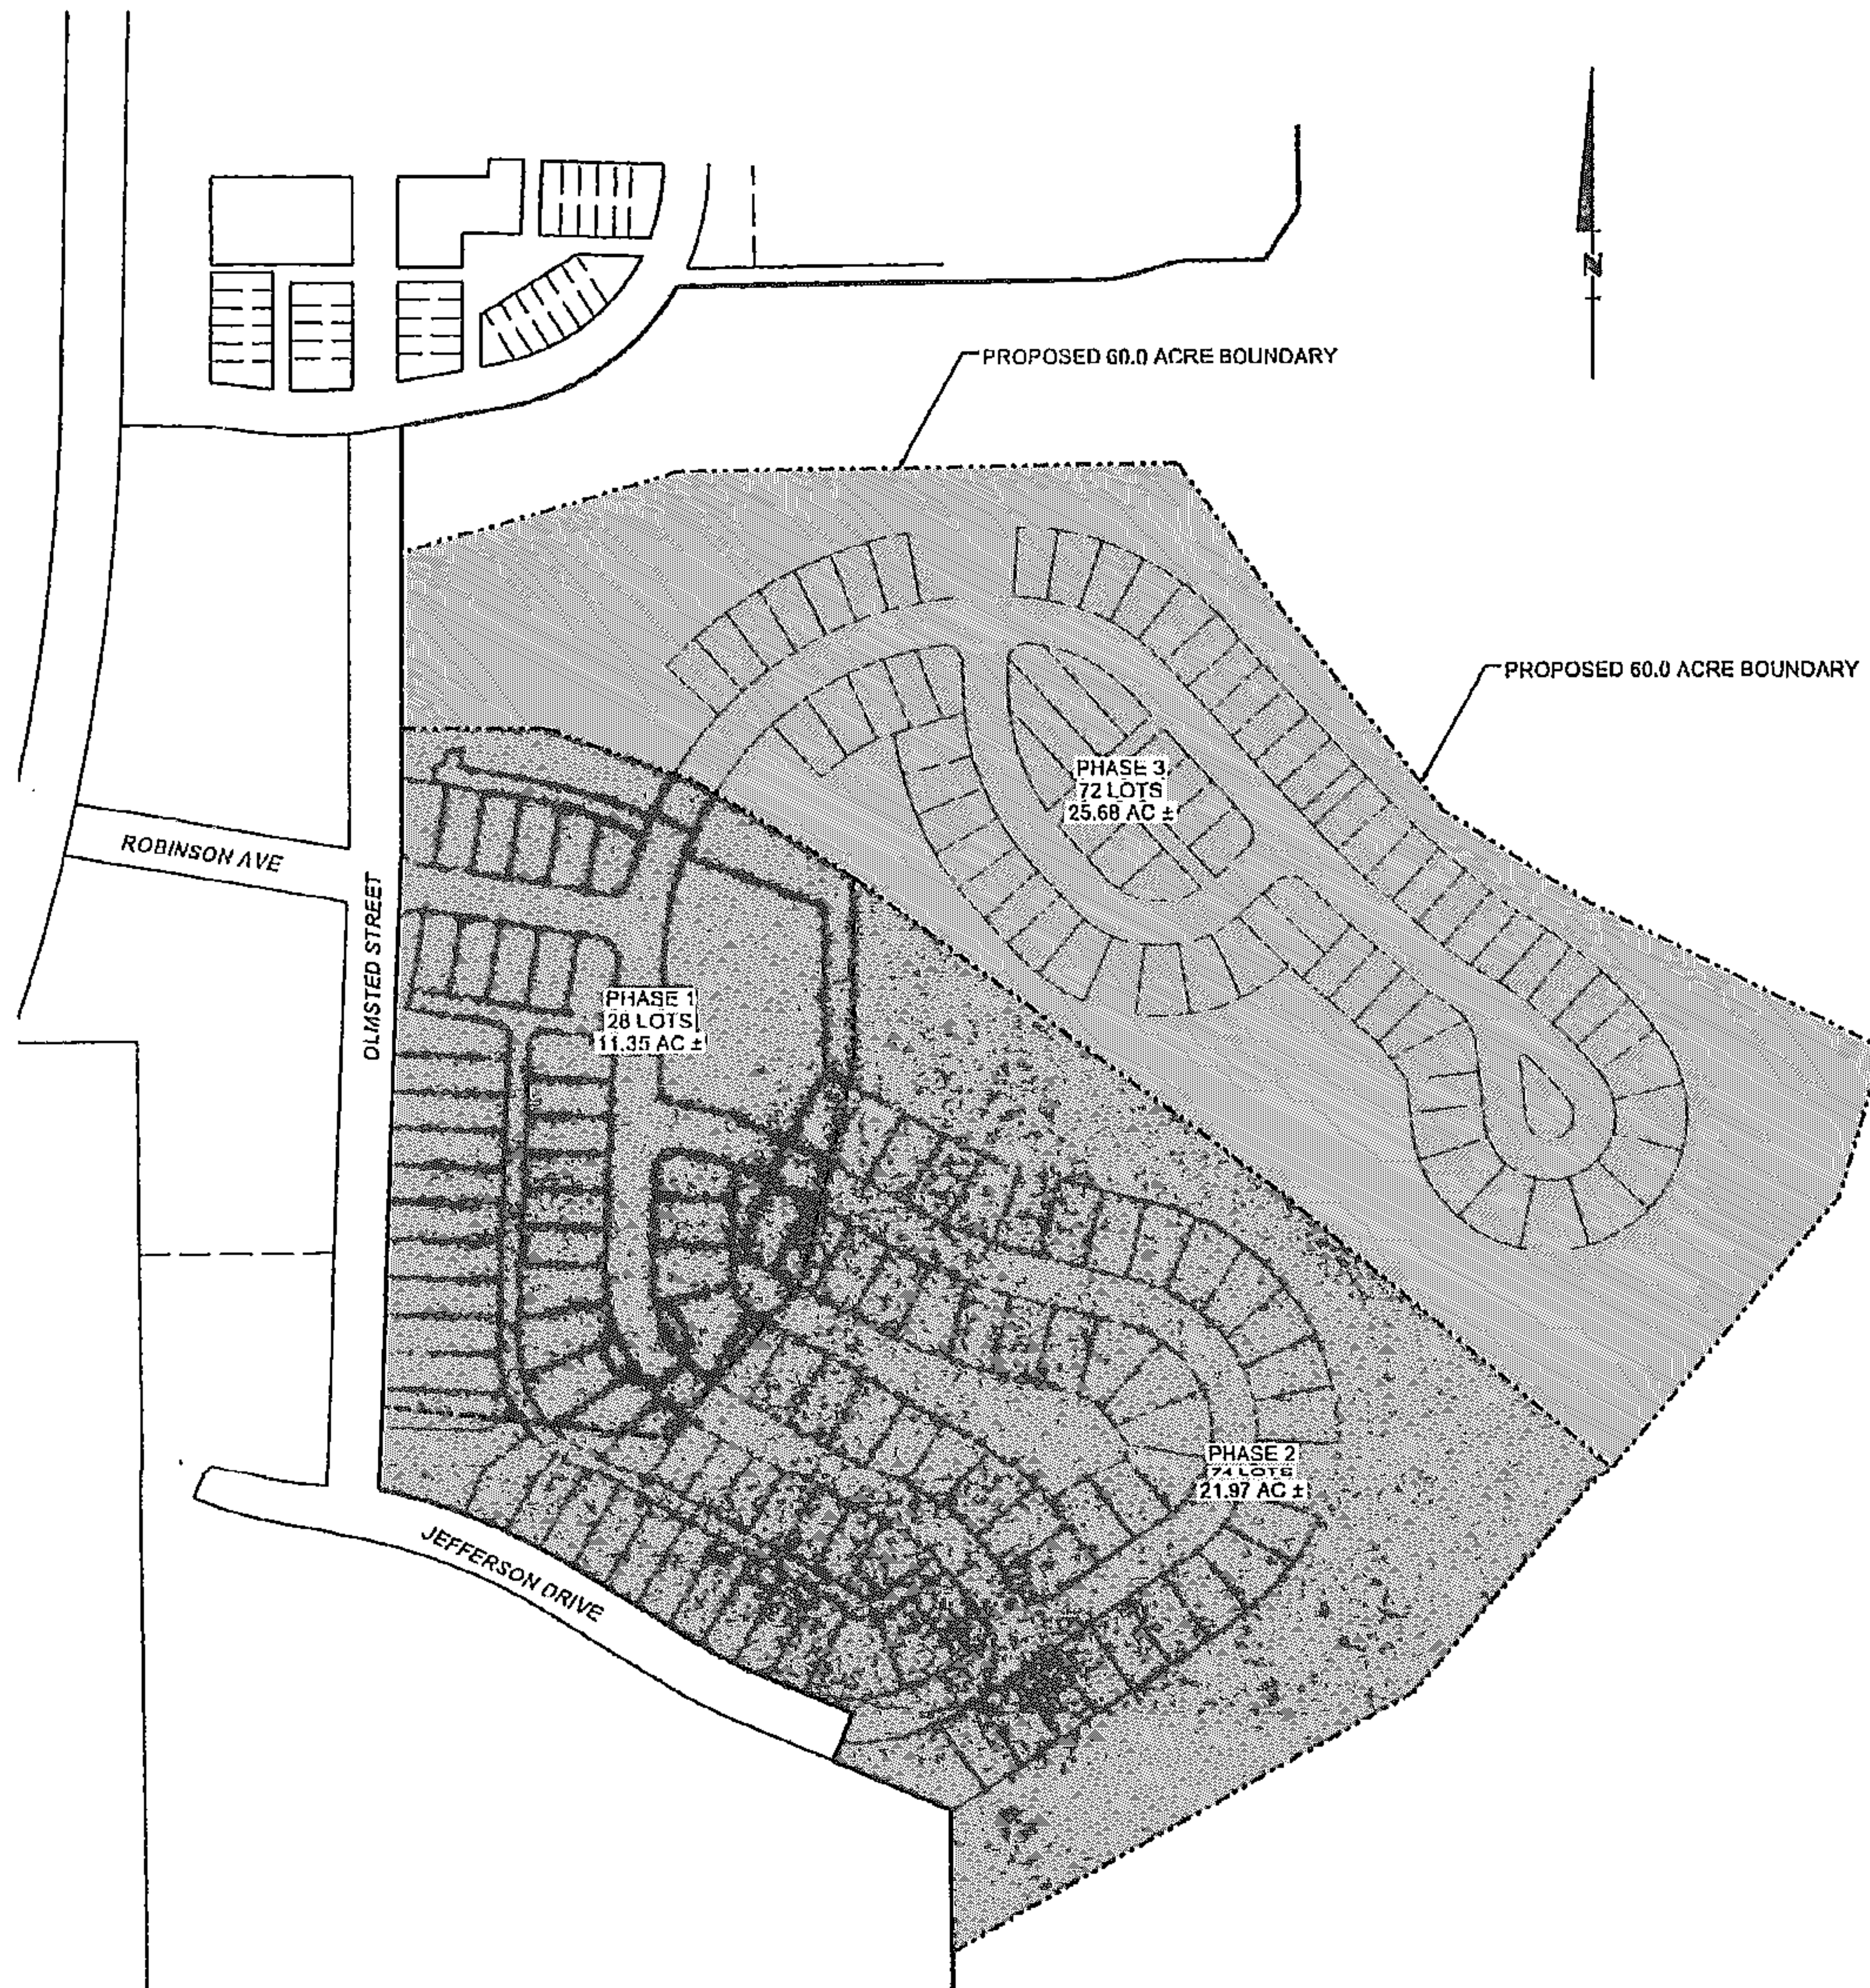 N
PROPOSED 60.0 ACRE BOUNDARY
PROPOSED 60.0 ACRE BOUNDARY
PHASE 3
72 LOTS
25.68 AC ±
ROBINSON AVE
OLMSTED STREET
PHASE 1
28 LOTS
11.35 AC ±
PHASE 2
74 LOTS
21.97 AC ±
JEFFERSON DRIVE